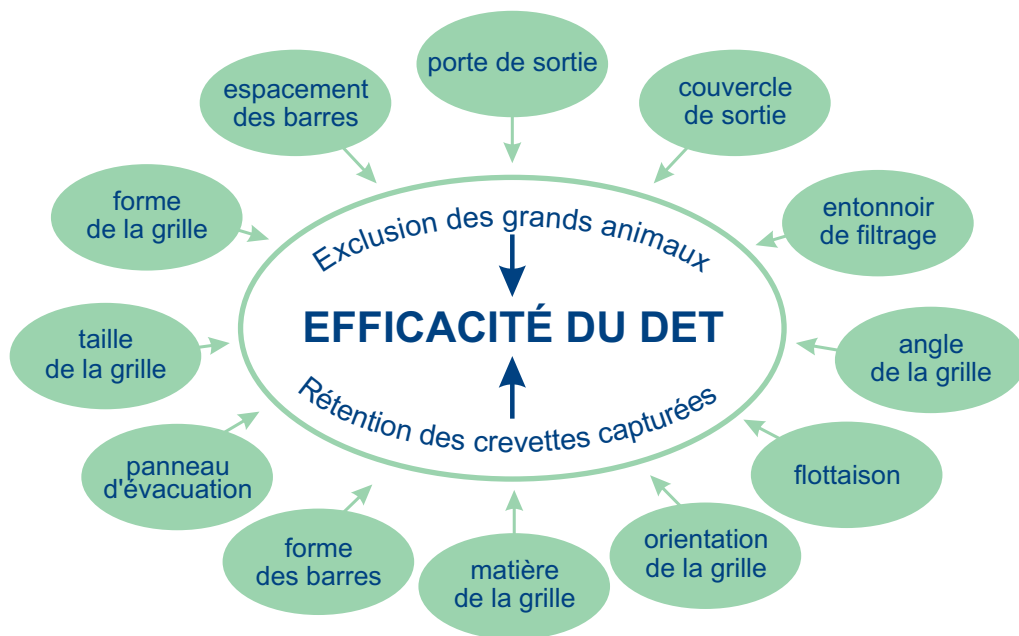 porte de sortie
espacement
des barres
couvercle
de sortie
forme
de la grille
entonnoir
de filtrage
Exclusion des grands animaux
EFFICACITÉ DU DET
Rétention des crevettes capturées
taille
de la grille
angle
de la grille
panneau
d'évacuation
flottaison
forme
des barres
matière
de la grille
orientation
de la grille